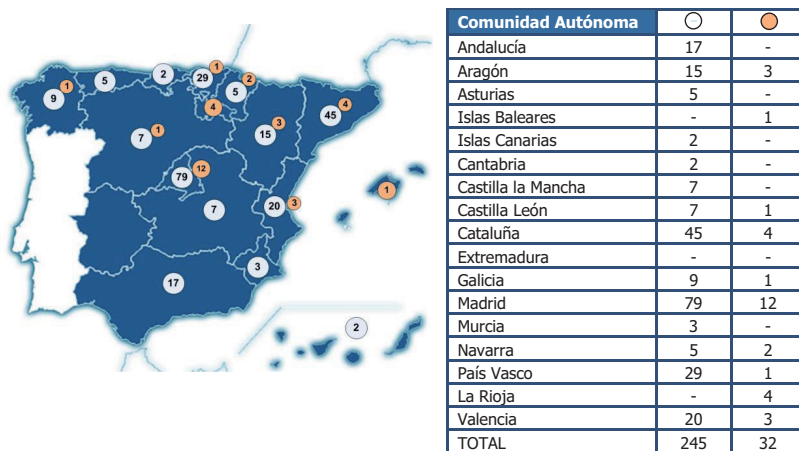 1
2
1
5
2
29
5
9
4
4
45
3
15
7
1
12
79
1
20
3
7
3
17
2
Comunidad Autónoma
Andalucía 17 -
Aragón 15 3
Asturias 5 -
Islas Baleares - 1
Islas Canarias 2 -
Cantabria 2 -
Castilla la Mancha 7 -
Castilla León 7 1
Cataluña 45 4
Extremadura - -
Galicia 9 1
Madrid 79 12
Murcia 3 -
Navarra 5 2
País Vasco 29 1
La Rioja - 4
Valencia 20 3
TOTAL 245 32